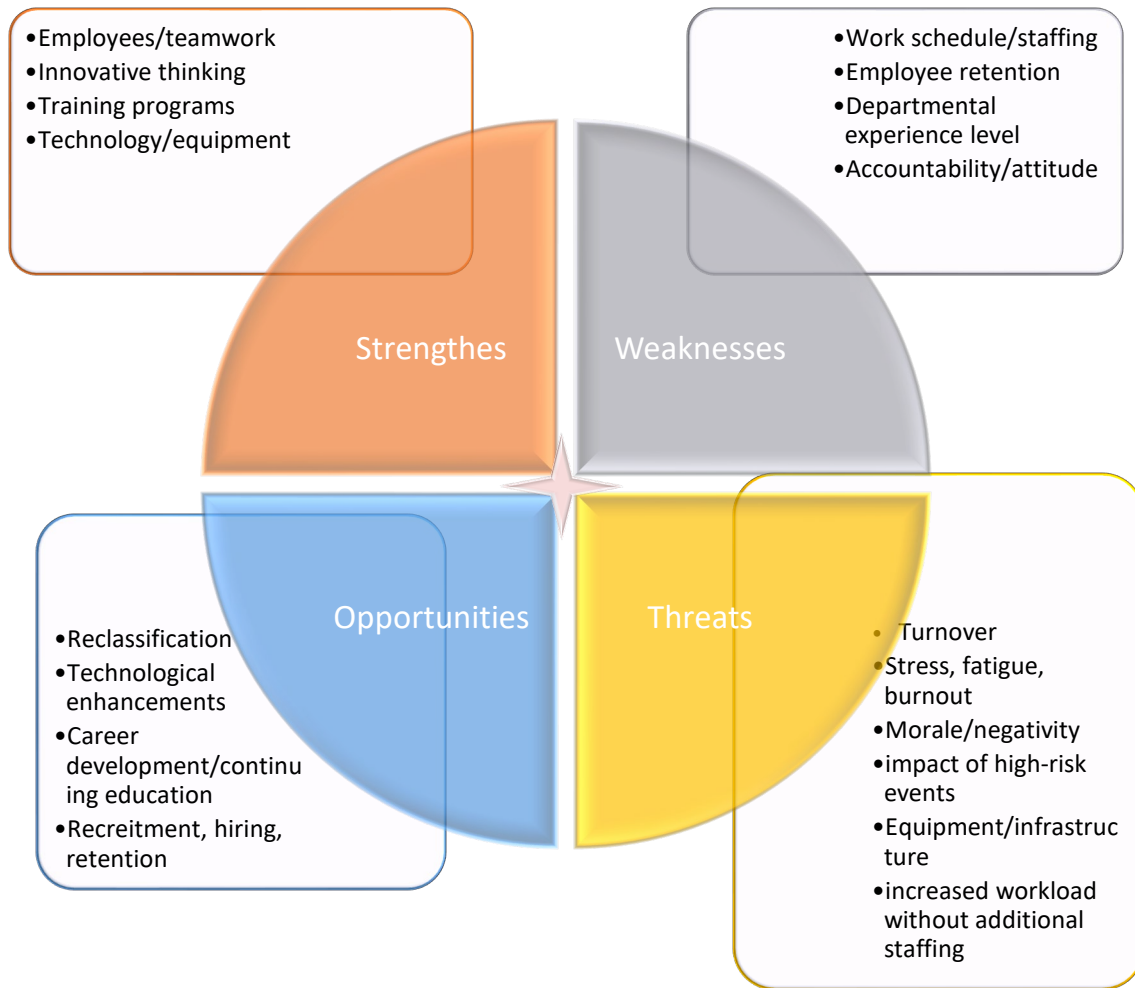 •Employees/teamwork
•Innovative thinking
•Training programs
•Technology/equipment
•Work schedule/staffing
•Employee retention
•Departmental
experience level
•Accountability/attitude
Strengthes
Weaknesses
Opportunities
Threats
•Reclassification
•Technological
enhancements
•Career
development/continu
ing education
•Recreitment, hiring,
retention
• Turnover
•Stress, fatigue,
burnout
•Morale/negativity
•impact of high-risk
events
•Equipment/infrastruc
ture
•increased workload
without additional
staffing